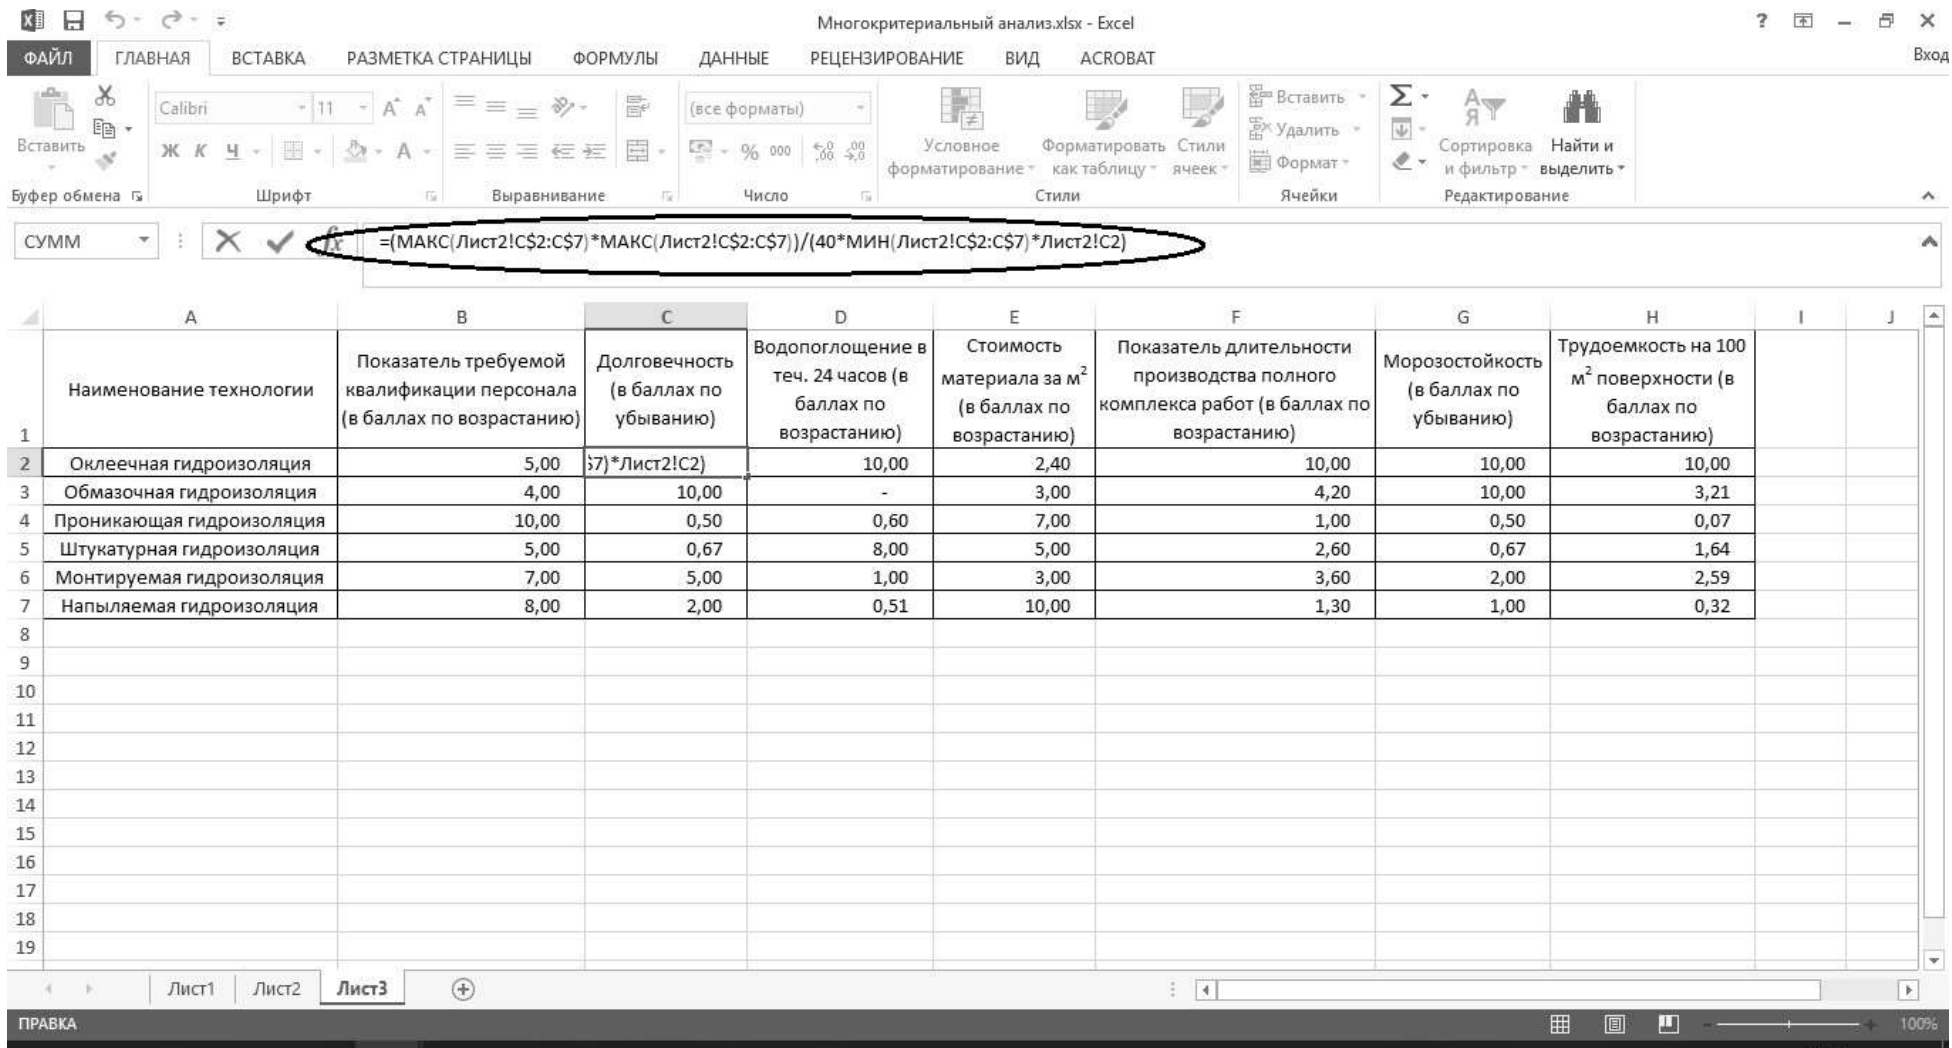 Многокритериальный анализ.xlsx - Excel
ФАЙЛ ГЛАВНАЯ ВСТАВКА РАЗМЕТКА СТРАНИЦЫ ФОРМУЛЫ ДАННЫЕ РЕЦЕНЗИРОВАНИЕ ВИД ACROBAT Вход
Вставить
Calibri 11
Ж К Ч
Буфер обмена
Шрифт
Выравнивание
(все форматы)
% 000
Число
Условное форматирование
Форматировать как таблицу
Стили ячеек
Стили
Вставить
Удалить
Формат
Ячейки
Сортировка и фильтр
Найти и выделить
Редактирование
СУММ fx =(МАКС(Лист2!C$2:C$7)*МАКС(Лист2!C$2:C$7))/(40*МИН(Лист2!C$2:C$7)*Лист2!C2)
A B C D E F G H I J
1 Наименование технологии
Показатель требуемой квалификации персонала (в баллах по возрастанию)
Долговечность (в баллах по убыванию)
Водопоглощение в теч. 24 часов (в баллах по возрастанию)
Стоимость материала за м² (в баллах по возрастанию)
Показатель длительности производства полного комплекса работ (в баллах по возрастанию)
Морозостойкость (в баллах по убыванию)
Трудоемкость на 100 м² поверхности (в баллах по возрастанию)
2 Оклеечная гидроизоляция 5,00 $7)*Лист2!C2) 10,00 2,40 10,00 10,00 10,00
3 Обмазочная гидроизоляция 4,00 10,00 - 3,00 4,20 10,00 3,21
4 Проникающая гидроизоляция 10,00 0,50 0,60 7,00 1,00 0,50 0,07
5 Штукатурная гидроизоляция 5,00 0,67 8,00 5,00 2,60 0,67 1,64
6 Монтируемая гидроизоляция 7,00 5,00 1,00 3,00 3,60 2,00 2,59
7 Напыляемая гидроизоляция 8,00 2,00 0,51 10,00 1,30 1,00 0,32
8
9
10
11
12
13
14
15
16
17
18
19
Лист1 Лист2 Лист3
ПРАВКА 100%